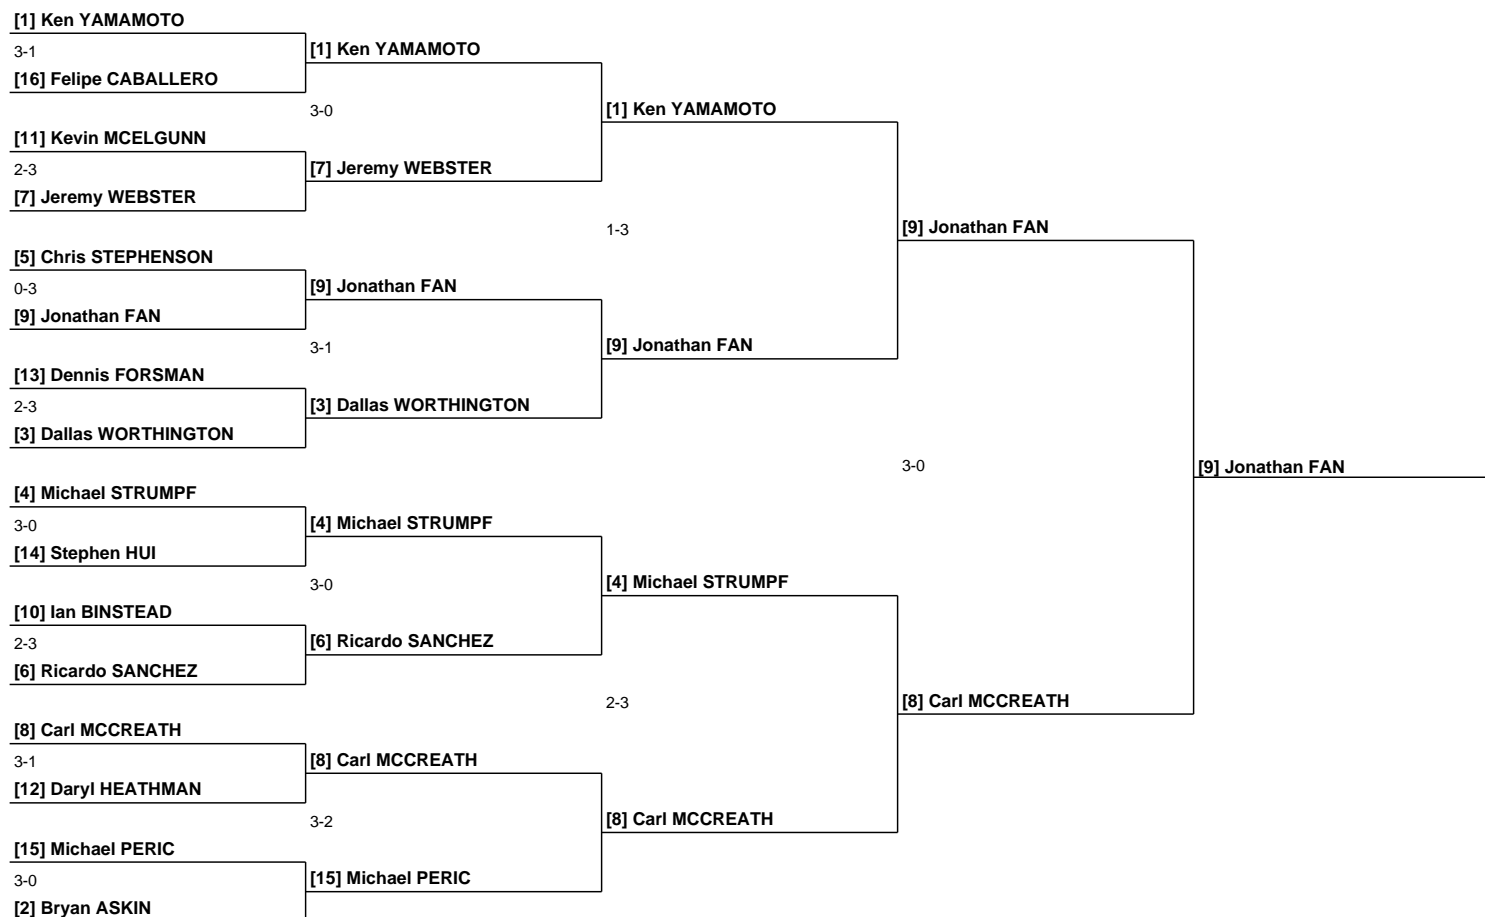 [1] Ken YAMAMOTO
3-1
[1] Ken YAMAMOTO
[16] Felipe CABALLERO
3-0
[1] Ken YAMAMOTO
[11] Kevin MCELGUNN
2-3
[7] Jeremy WEBSTER
[7] Jeremy WEBSTER
1-3
[9] Jonathan FAN
[5] Chris STEPHENSON
0-3
[9] Jonathan FAN
[9] Jonathan FAN
3-1
[9] Jonathan FAN
[13] Dennis FORSMAN
2-3
[3] Dallas WORTHINGTON
[3] Dallas WORTHINGTON
3-0
[9] Jonathan FAN
[4] Michael STRUMPF
3-0
[4] Michael STRUMPF
[14] Stephen HUI
3-0
[4] Michael STRUMPF
[10] Ian BINSTEAD
2-3
[6] Ricardo SANCHEZ
[6] Ricardo SANCHEZ
2-3
[8] Carl MCCREATH
[8] Carl MCCREATH
3-1
[8] Carl MCCREATH
[12] Daryl HEATHMAN
3-2
[8] Carl MCCREATH
[15] Michael PERIC
3-0
[15] Michael PERIC
[2] Bryan ASKIN